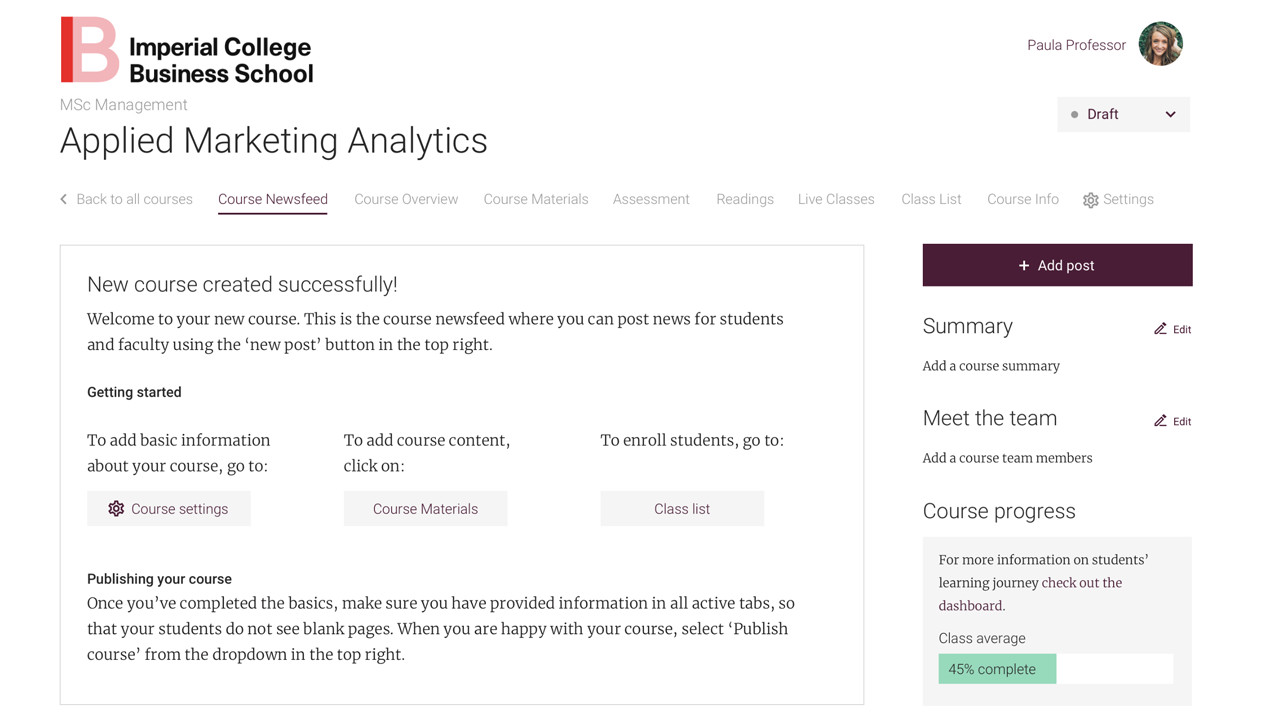 B Imperial College
Business School
Paula Professor
MSc Management
Applied Marketing Analytics
Draft
Back to all courses Course Newsfeed Course Overview Course Materials Assessment Readings Live Classes Class List Course Info Settings
New course created successfully!
Welcome to your new course. This is the course newsfeed where you can post news for students
and faculty using the ‘new post’ button in the top right.
Getting started
To add basic information
about your course, go to:
Course settings
To add course content,
click on:
Course Materials
To enroll students, go to:
Class list
Publishing your course
Once you’ve completed the basics, make sure you have provided information in all active tabs, so
that your students do not see blank pages. When you are happy with your course, select ‘Publish
course’ from the dropdown in the top right.
+ Add post
Summary Edit
Add a course summary
Meet the team Edit
Add a course team members
Course progress
For more information on students’
learning journey check out the
dashboard.
Class average
45% complete